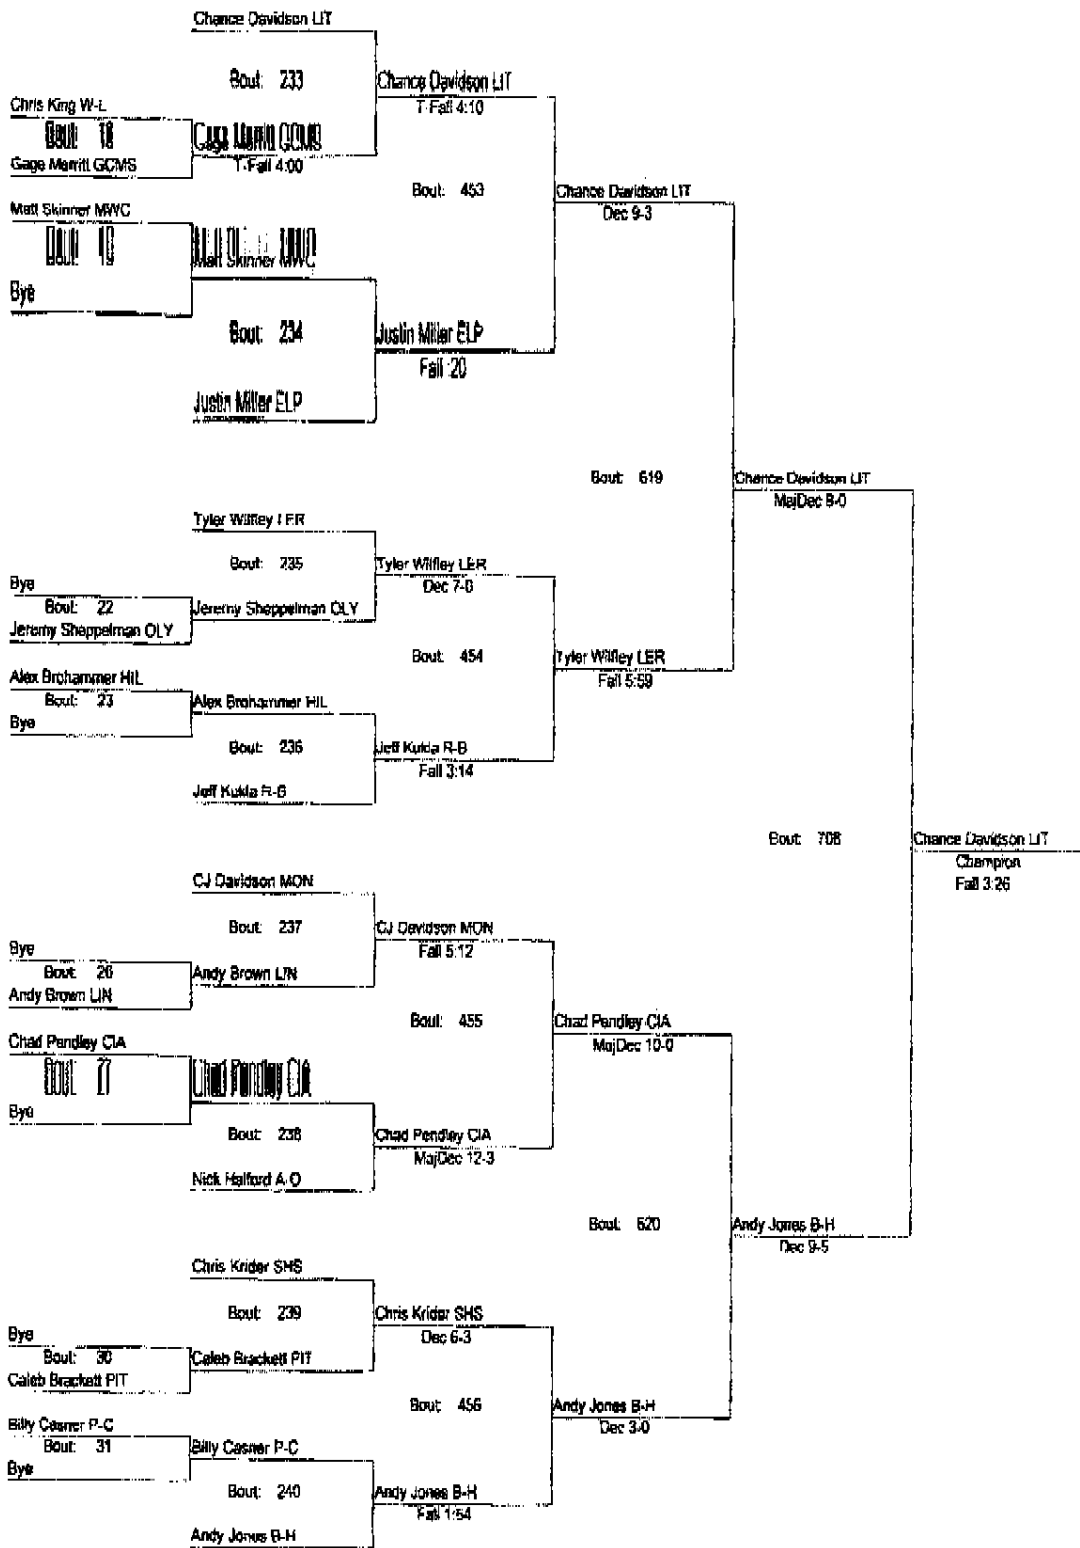 Chance Davidson LIT
Bout: 233
Chance Davidson LIT
T-Fall 4:10
Chris King W-L
Bout: 18
Gage Merritt GCMS
Gage Merritt GCMS
T-Fall 4:00
Bout: 453
Chance Davidson LIT
Dec 9-3
Matt Skinner MWC
Bout: 19
Matt Skinner MWC
Bye
Bout: 234
Justin Miller ELP
Fall :20
Justin Miller ELP
Bout: 619
Chance Davidson LIT
MajDec 8-0
Tyler Wilfley LER
Bout: 235
Tyler Wilfley LER
Dec 7-0
Bye
Bout: 22
Jeremy Sheppelman OLY
Jeremy Sheppelman OLY
Bout: 454
Tyler Wilfley LER
Fall 5:59
Alex Brohammer HIL
Bout: 23
Alex Brohammer HIL
Bye
Bout: 236
Jeff Kukla R-B
Fall 3:14
Jeff Kukla R-B
Bout: 708
Chance Davidson LIT
Champion
Fall 3:26
CJ Davidson MON
Bout: 237
CJ Davidson MON
Fall 5:12
Bye
Bout: 26
Andy Brown LIN
Andy Brown LIN
Bout: 455
Chad Pendley CIA
MajDec 10-0
Chad Pendley CIA
Bout: 27
Chad Pendley CIA
Bye
Bout: 238
Chad Pendley CIA
MajDec 12-3
Nick Halford A-O
Bout: 620
Andy Jones B-H
Dec 9-5
Chris Krider SHS
Bout: 239
Chris Krider SHS
Dec 6-3
Bye
Bout: 30
Caleb Brackett PIT
Caleb Brackett PIT
Bout: 456
Andy Jones B-H
Dec 3-0
Billy Casner P-C
Bout: 31
Billy Casner P-C
Bye
Bout: 240
Andy Jones B-H
Fall 1:54
Andy Jones B-H